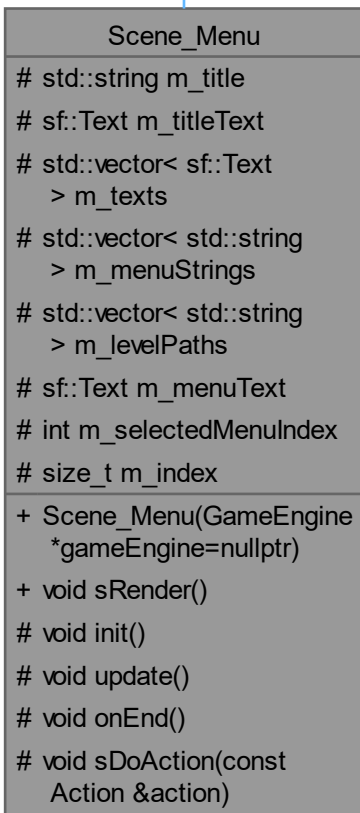 Scene_Menu
# std::string m_title
# sf::Text m_titleText
# std::vector< sf::Text
> m_texts
# std::vector< std::string
> m_menuStrings
# std::vector< std::string
> m_levelPaths
# sf::Text m_menuText
# int m_selectedMenuIndex
# size_t m_index
+ Scene_Menu(GameEngine
*gameEngine=nullptr)
+ void sRender()
# void init()
# void update()
# void onEnd()
# void sDoAction(const
Action &action)